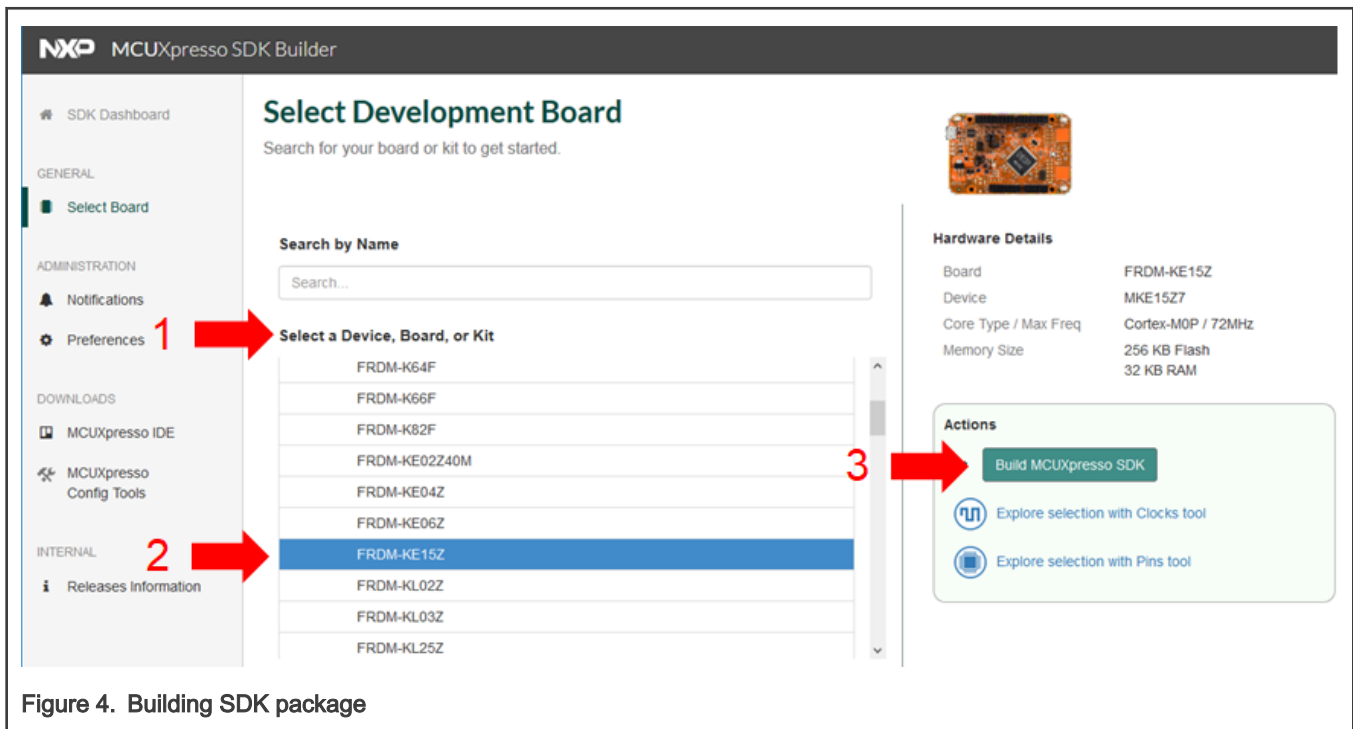 NXP MCUXpresso SDK Builder
SDK Dashboard
GENERAL
Select Board
ADMINISTRATION
Notifications
Preferences
DOWNLOADS
MCUXpresso IDE
MCUXpresso
Config Tools
INTERNAL
Releases Information
Select Development Board
Search for your board or kit to get started.
Search by Name
Search...
1
Select a Device, Board, or Kit
FRDM-K64F
FRDM-K66F
FRDM-K82F
FRDM-KE02Z40M
FRDM-KE04Z
FRDM-KE06Z
2
FRDM-KE15Z
FRDM-KL02Z
FRDM-KL03Z
FRDM-KL25Z
Hardware Details
Board FRDM-KE15Z
Device MKE15Z7
Core Type / Max Freq Cortex-M0P / 72MHz
Memory Size 256 KB Flash
32 KB RAM
Actions
3
Build MCUXpresso SDK
Explore selection with Clocks tool
Explore selection with Pins tool
Figure 4. Building SDK package